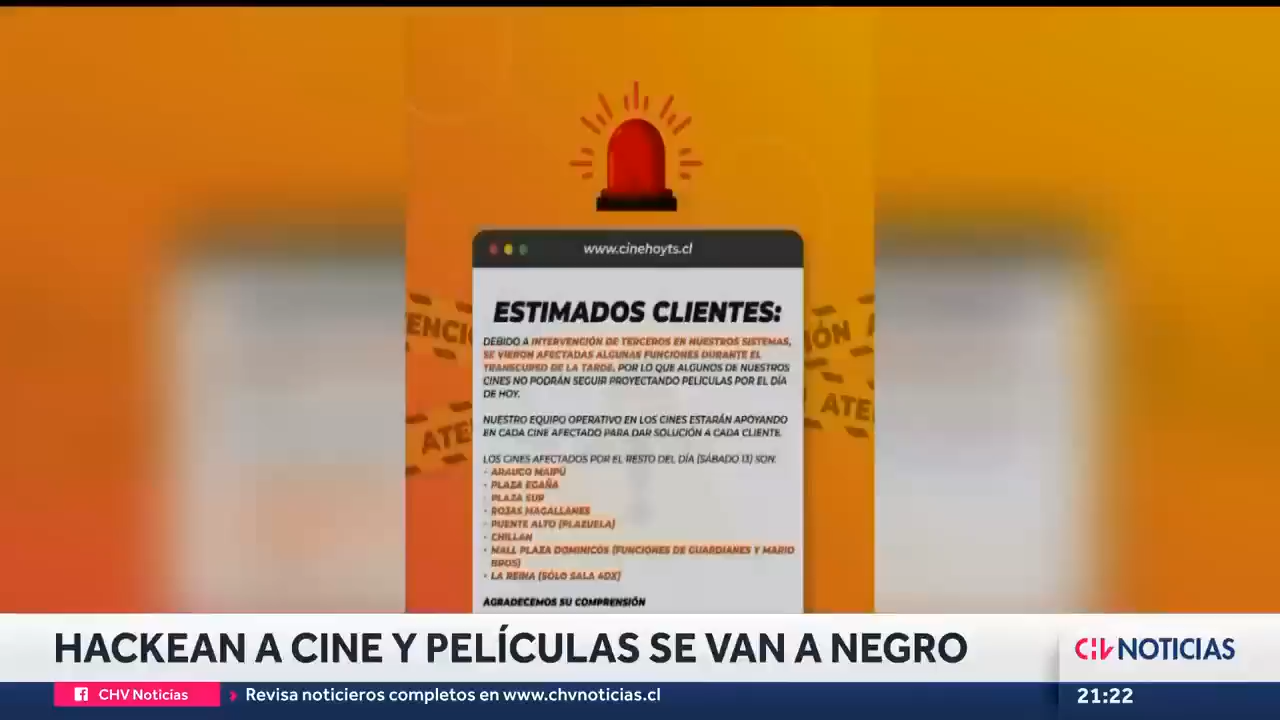 www.cinehoyts.cl
ESTIMADOS CLIENTES:
DEBIDO A INTERVENCIÓN DE TERCEROS EN NUESTROS SISTEMAS,
SE VIERON AFECTADAS ALGUNAS FUNCIONES DURANTE EL
TRANSCURSO DE LA TARDE, POR LO QUE ALGUNOS DE NUESTROS
CINES NO PODRÁN SEGUIR PROYECTANDO PELÍCULAS POR EL DÍA
DE HOY.
NUESTRO EQUIPO OPERATIVO EN LOS CINES ESTARÁN APOYANDO
EN CADA CINE AFECTADO PARA DAR SOLUCIÓN A CADA CLIENTE.
LOS CINES AFECTADOS POR EL RESTO DEL DÍA (SÁBADO 13) SON:
- ARAUCO MAIPÚ
- PLAZA EGAÑA
- PLAZA SUR
- ROJAS MAGALLANES
- PUENTE ALTO (PLAZUELA)
- CHILLAN
- MALL PLAZA DOMINICOS (FUNCIONES DE GUARDIANES Y MARIO
BROS)
- LA REINA (SÓLO SALA 4DX)
AGRADECEMOS SU COMPRENSIÓN
ENCIÓ
IÓN
ATE
ATE
HACKEAN A CINE Y PELÍCULAS SE VAN A NEGRO
CHV NOTICIAS
CHV Noticias
Revisa noticieros completos en www.chvnoticias.cl
21:22